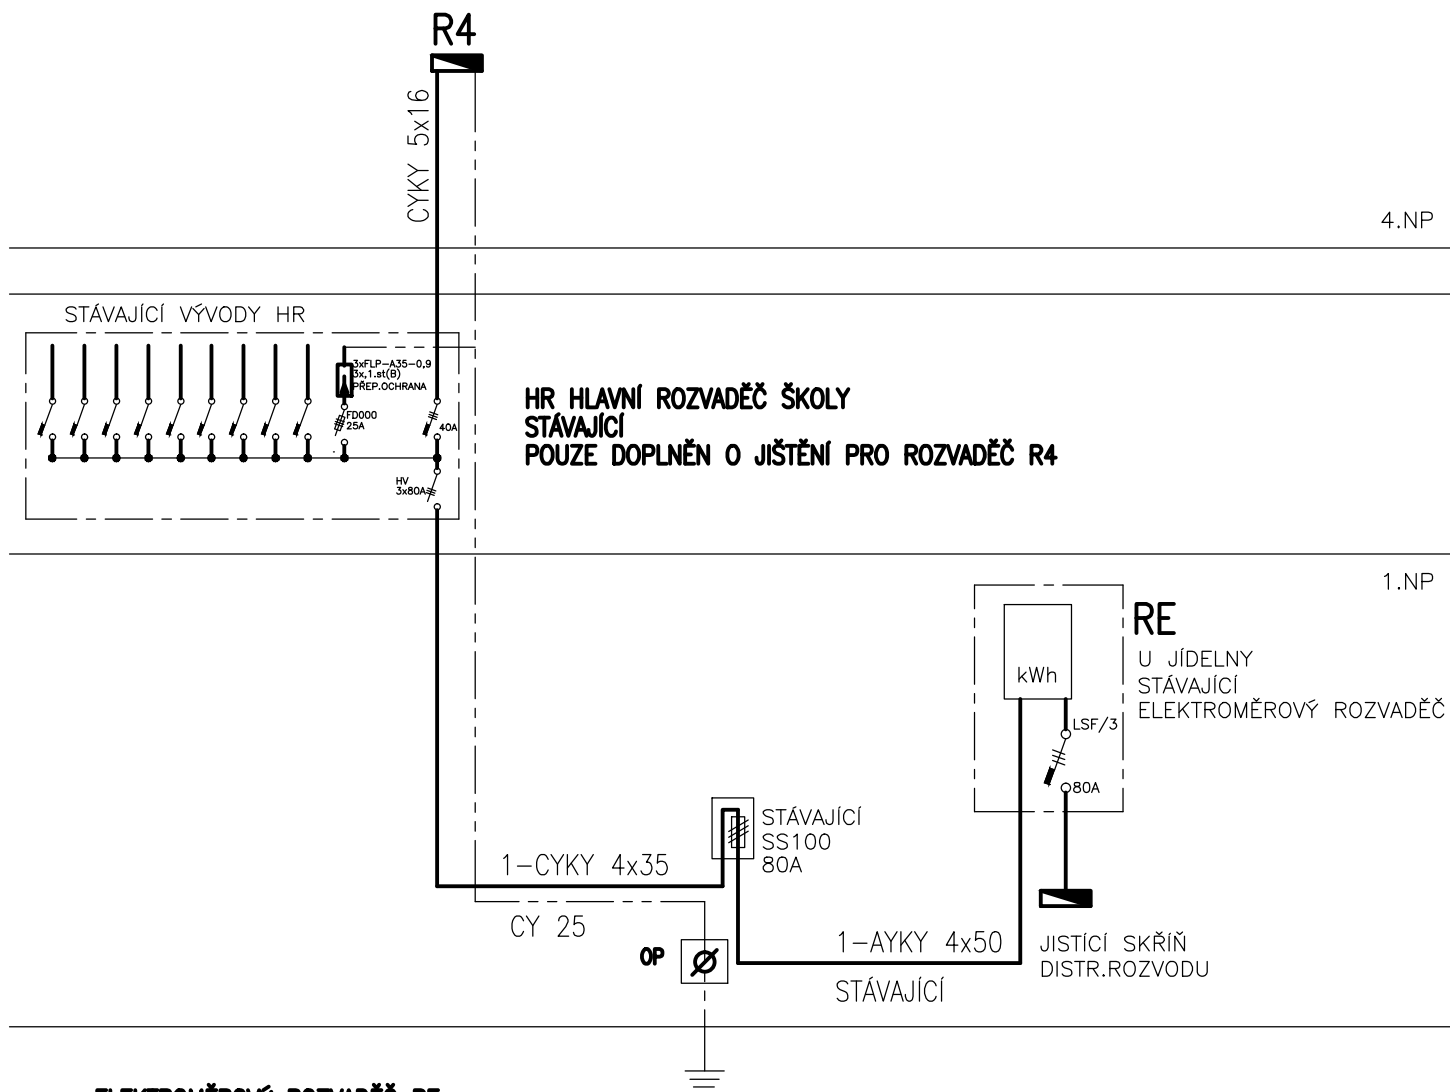 R4
CYKY 5x16
4.NP
STÁVAJÍCÍ VÝVODY HR
3xFLP-A35-0,9
3x,1.st(B)
PŘEP.OCHRANA
FD000
25A
40A
HV
3x80A
HR HLAVNÍ ROZVADĚČ ŠKOLY
STÁVAJÍCÍ
POUZE DOPLNĚN O JIŠTĚNÍ PRO ROZVADĚČ R4
1.NP
RE
kWh
U JÍDELNY
STÁVAJÍCÍ
ELEKTROMĚROVÝ ROZVADĚČ
LSF/3
80A
STÁVAJÍCÍ
SS100
80A
1-CYKY 4x35
CY 25
OP
1-AYKY 4x50
STÁVAJÍCÍ
JISTÍCÍ SKŘÍŇ
DISTR.ROZVODU
ELEKTROMĚROVÝ ROZVADĚČ RE